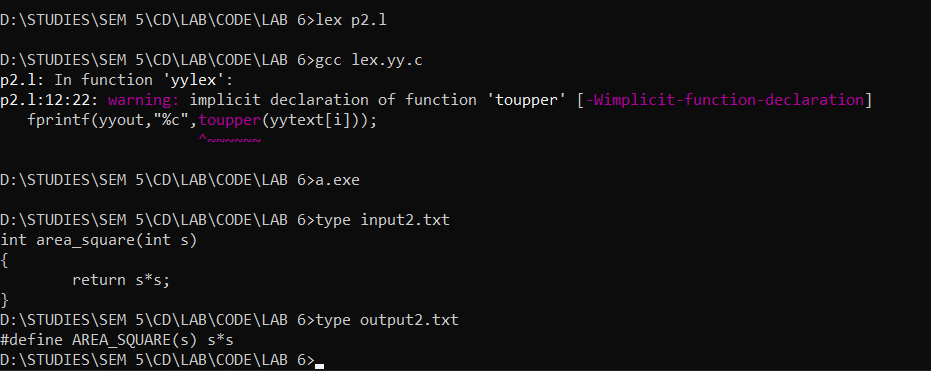 D:\STUDIES\SEM 5\CD\LAB\CODE\LAB 6>lex p2.l
D:\STUDIES\SEM 5\CD\LAB\CODE\LAB 6>gcc lex.yy.c
p2.l: In function 'yylex':
p2.l:12:22: warning: implicit declaration of function 'toupper' [-Wimplicit-function-declaration]
   fprintf(yyout,"%c",toupper(yytext[i]));
                      ^~~~~~~
D:\STUDIES\SEM 5\CD\LAB\CODE\LAB 6>a.exe
D:\STUDIES\SEM 5\CD\LAB\CODE\LAB 6>type input2.txt
int area_square(int s)
{
        return s*s;
}
D:\STUDIES\SEM 5\CD\LAB\CODE\LAB 6>type output2.txt
#define AREA_SQUARE(s) s*s
D:\STUDIES\SEM 5\CD\LAB\CODE\LAB 6>